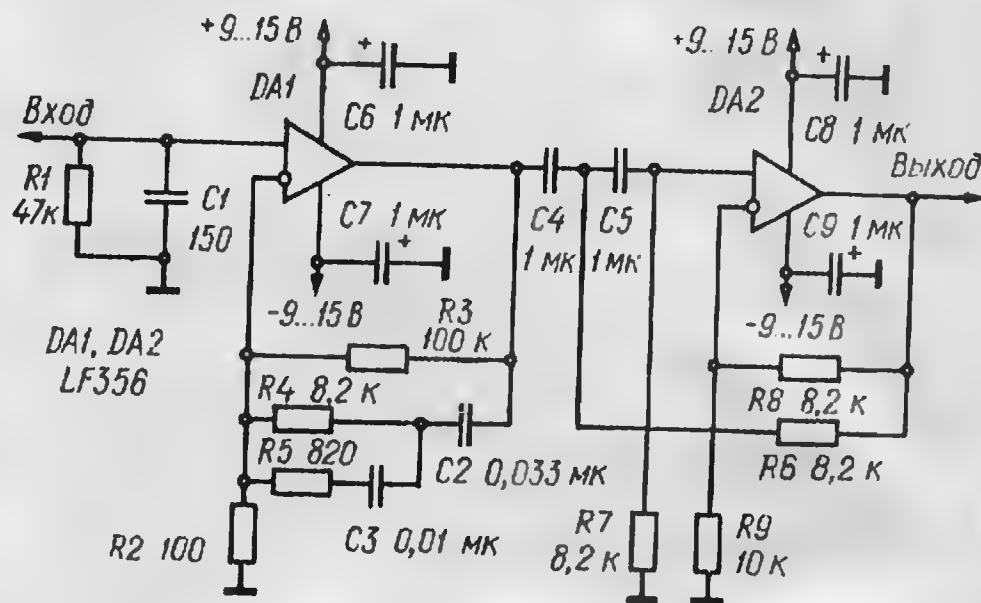 +9...15 В
DA1
C6 1 мк
Вход
R1
47к
C1
150
C7 1 мк
-9...15 В
DA1, DA2
LF356
R3
100 к
R4 8,2 к
R5 820
C2 0,033 мк
C3 0,01 мк
R2 100
C4
1 мк
C5
1 мк
+9.. 15 В
DA2
C8 1 мк
Выход
C9 1 мк
-9...15 В
R8 8,2 к
R6 8,2 к
R7
8,2 к
R9
10 к